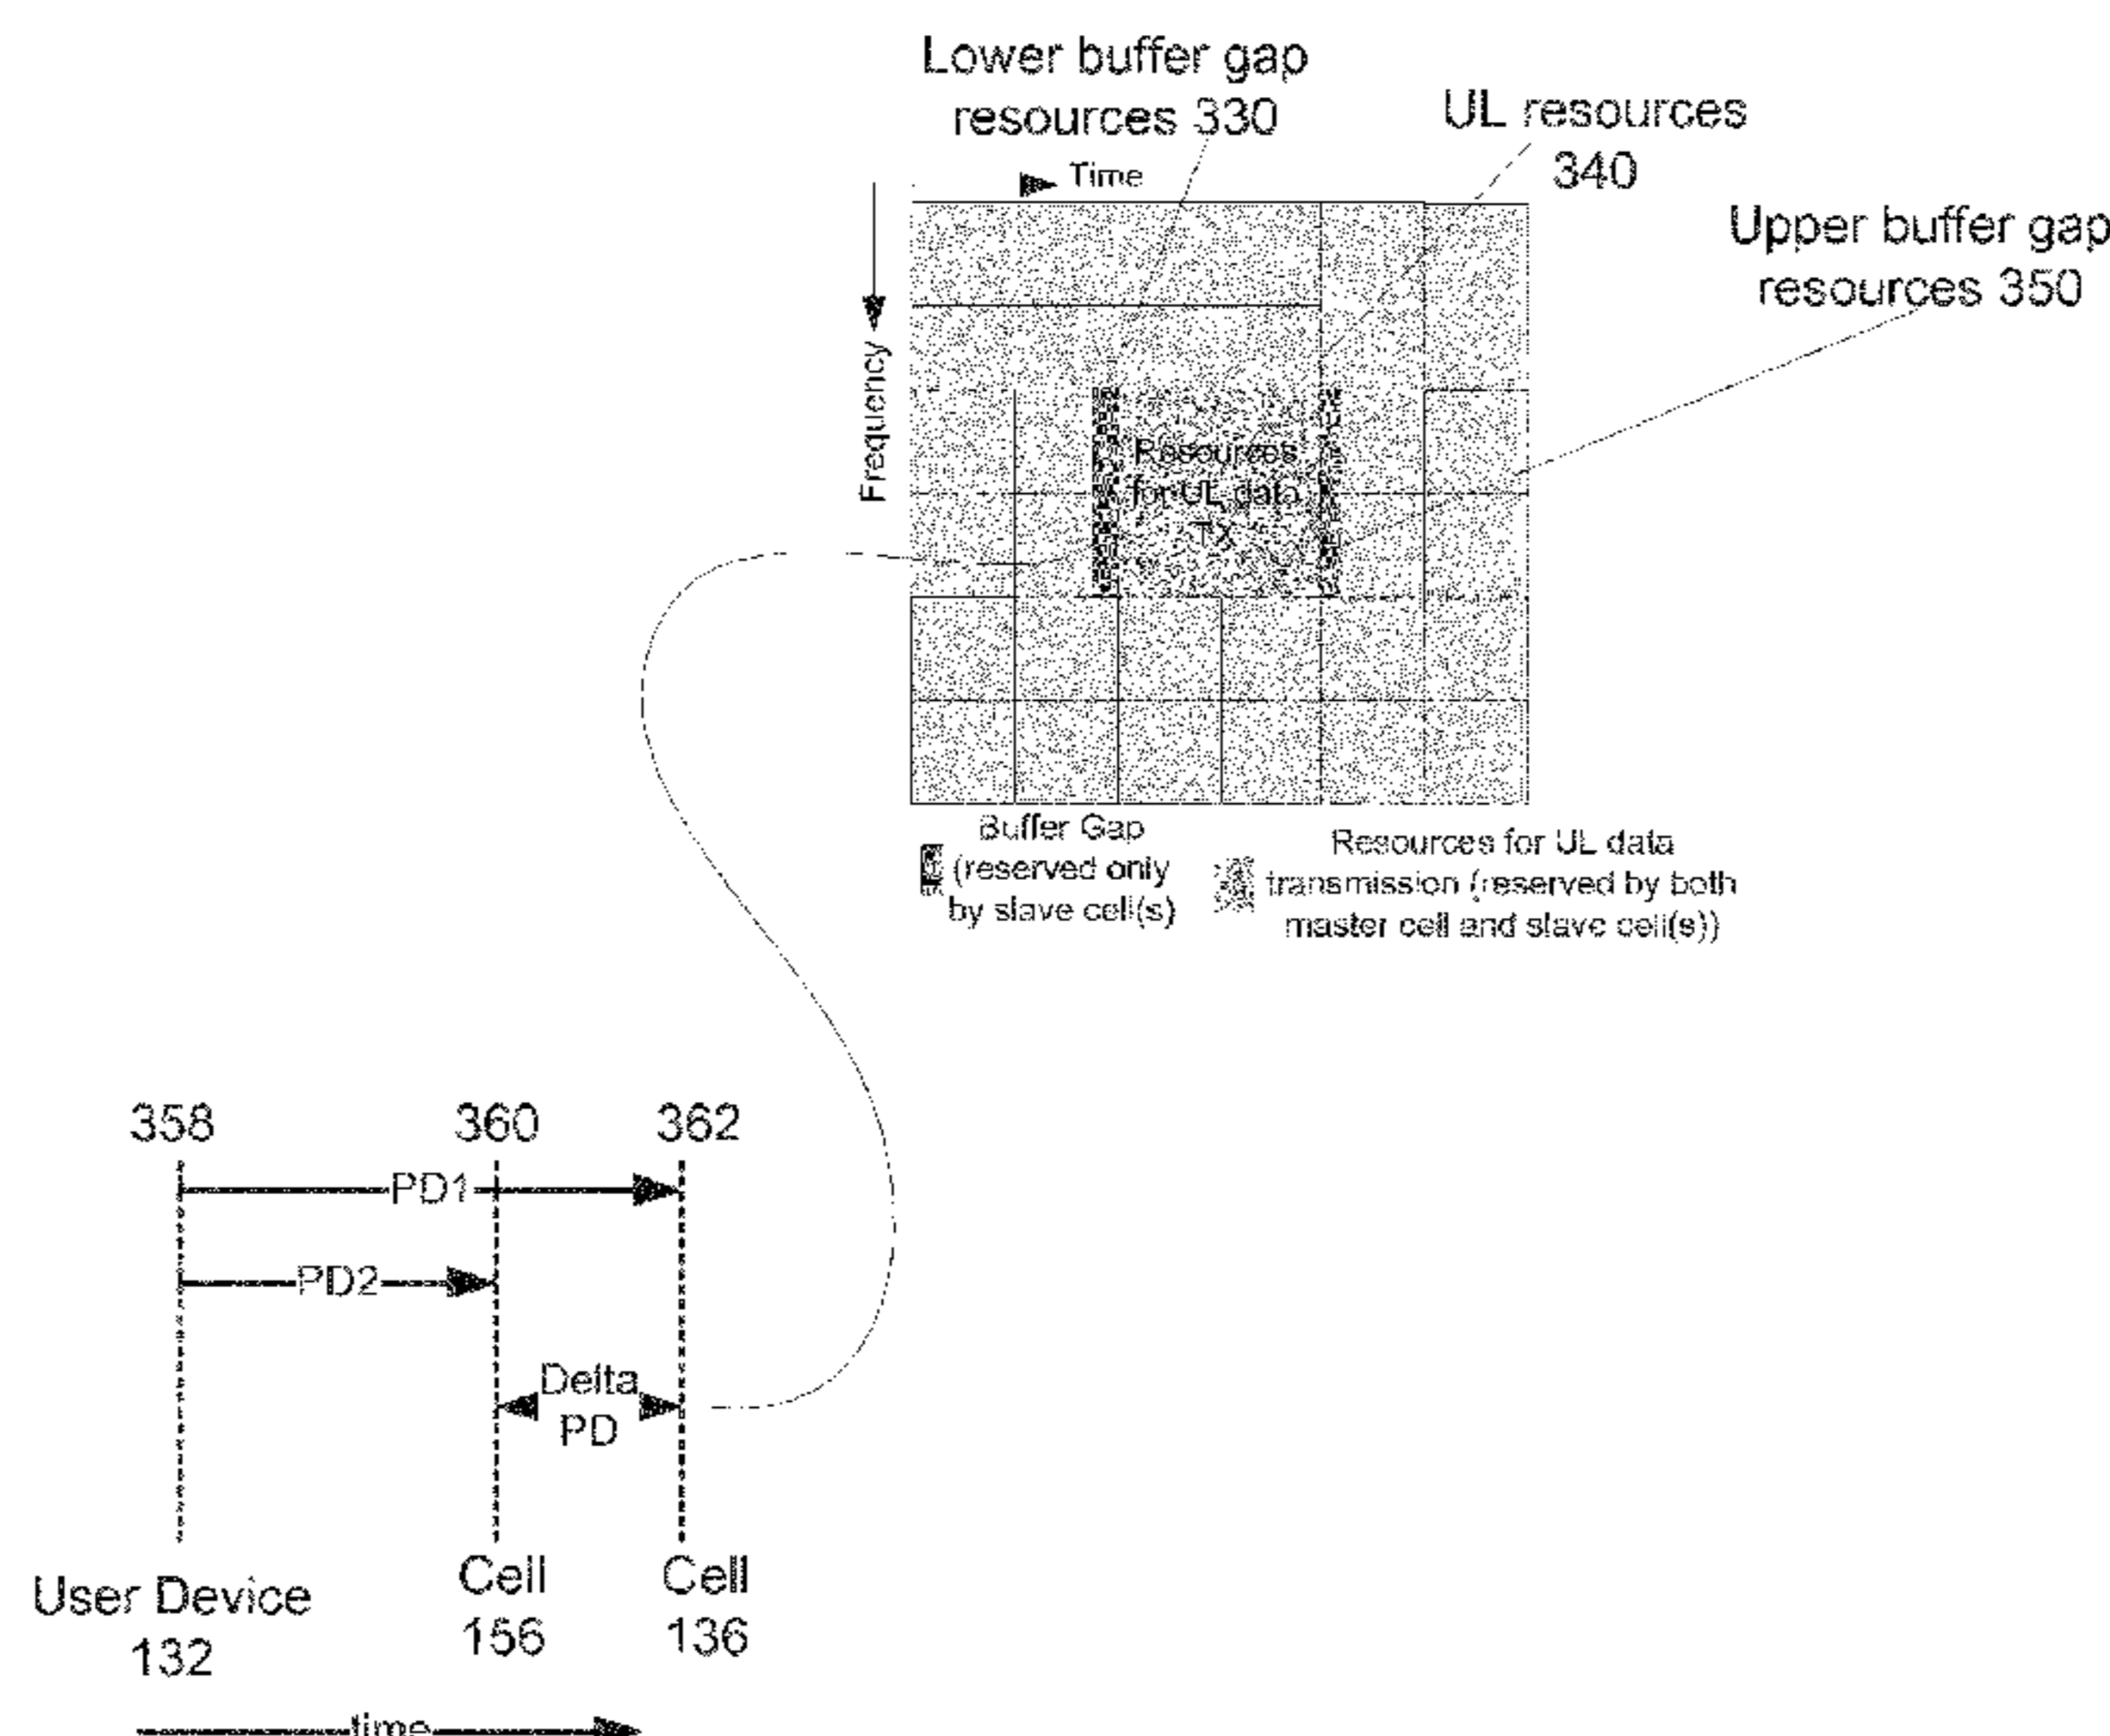 Lower buffer gap
resources 330
UL resources
340
Upper buffer gap
resources 350
Time
Frequency
Resources
for UL data
TX
Buffer Gap
(reserved only
by slave cell(s)
Resources for UL data
transmission (reserved by both
master cell and slave cell(s))
358
360
362
PD1
PD2
Delta
PD
User Device
132
Cell
156
Cell
136
time